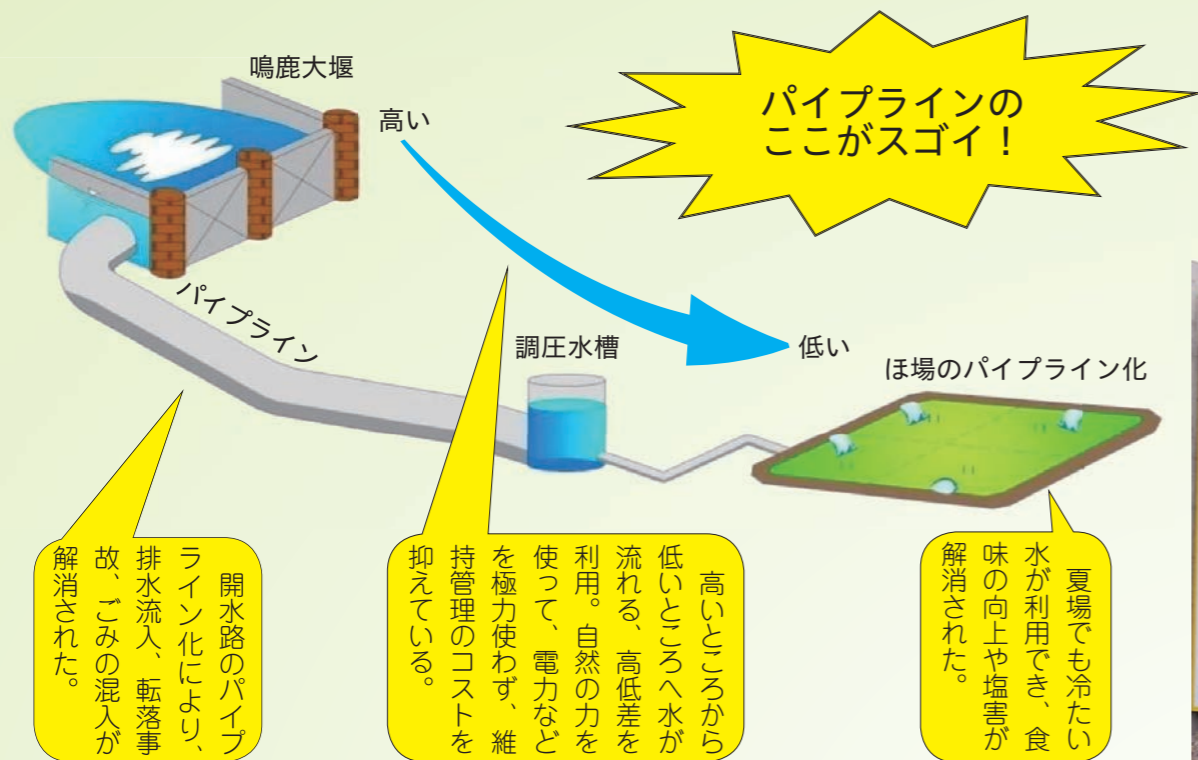 パイプラインの
ここがスゴイ！
鳴鹿大堰
高い
パイプライン
調圧水槽
低い
ほ場のパイプライン化
夏場でも冷たい
水が利用でき、食
味の向上や塩害が
解消された。
高いところから
低いところへ水が
流れる、高低差を
利用。自然の力を
使って、電力など
を極力使わず、維
持管理のコストを
抑えている。
開水路のパイプ
ライン化により、
排水流入、転落事
故、ごみの混入が
解消された。